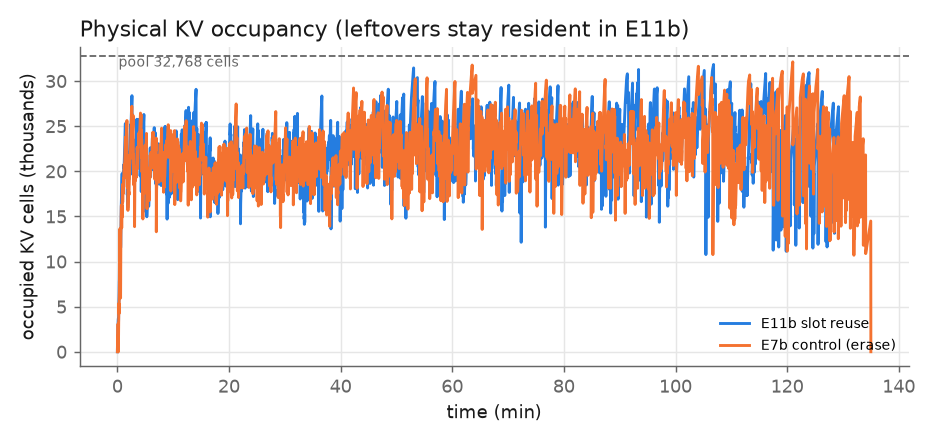 Physical KV occupancy (leftovers stay resident in E11b)
pool 32,768 cells
occupied KV cells (thousands)
30
25
20
15
10
5
0
E11b slot reuse
E7b control (erase)
0 20 40 60 80 100 120 140
time (min)